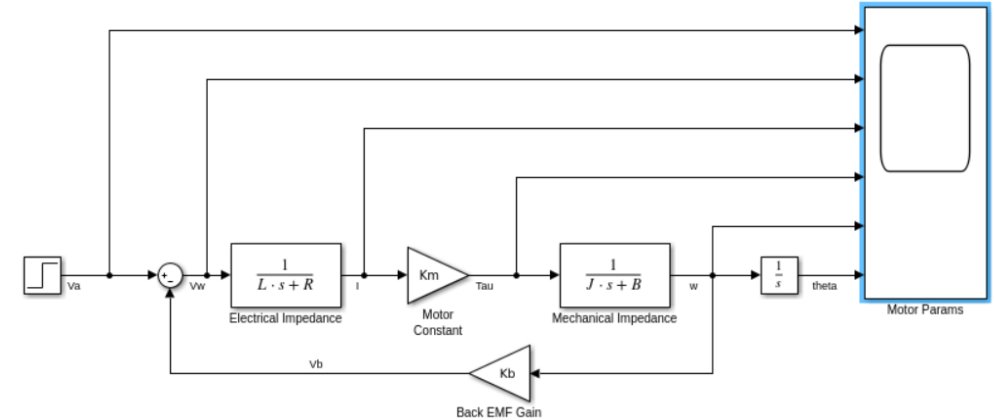 Va
+
-
Vw
1
L · s + R
Electrical Impedance
I
Km
Motor
Constant
Tau
1
J · s + B
Mechanical Impedance
w
1
s
theta
Motor Params
Vb
Kb
Back EMF Gain